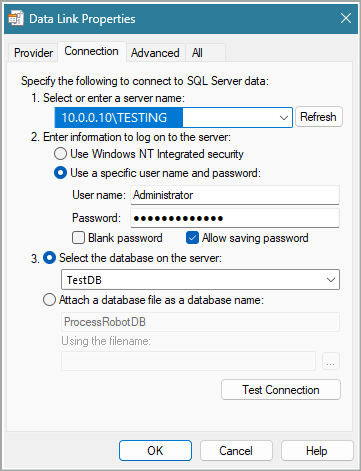 Data Link Properties
Provider Connection Advanced All
Specify the following to connect to SQL Server data:
1. Select or enter a server name:
10.0.0.10\TESTING Refresh
2. Enter information to log on to the server:
Use Windows NT Integrated security
Use a specific user name and password:
User name: Administrator
Password: ●●●●●●●●●●●●●
Blank password Allow saving password
3. Select the database on the server:
TestDB
Attach a database file as a database name:
ProcessRobotDB
Using the filename:
...
Test Connection
OK Cancel Help